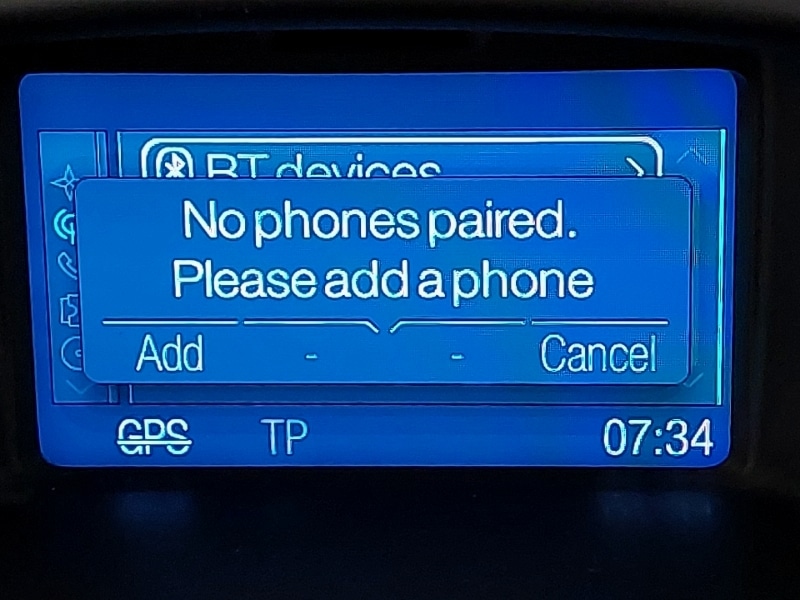 BT devices
No phones paired.
Please add a phone
Add - - Cancel
GPS TP 07:34